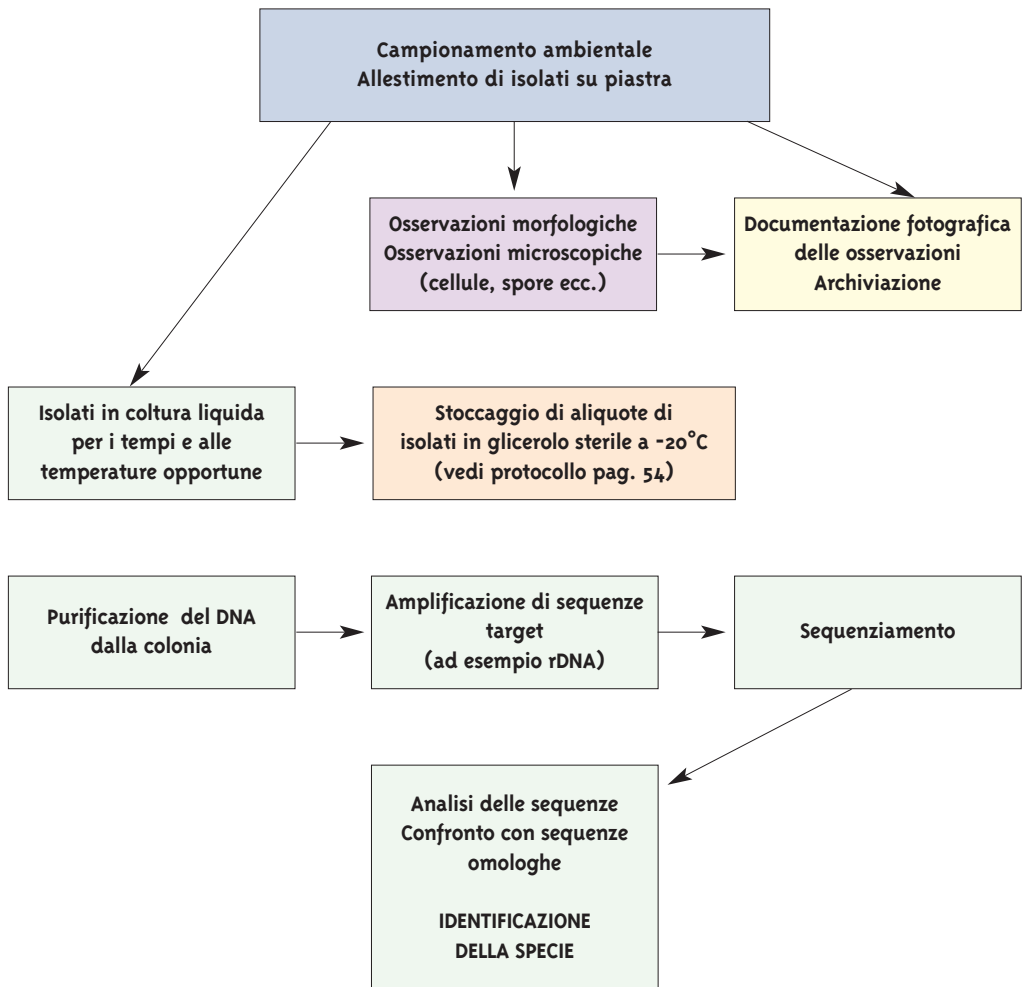 Campionamento ambientale
Allestimento di isolati su piastra
Osservazioni morfologiche
Osservazioni microscopiche
(cellule, spore ecc.)
Documentazione fotografica
delle osservazioni
Archiviazione
Isolati in coltura liquida
per i tempi e alle
temperature opportune
Stoccaggio di aliquote di
isolati in glicerolo sterile a -20°C
(vedi protocollo pag. 54)
Purificazione del DNA
dalla colonia
Amplificazione di sequenze
target
(ad esempio rDNA)
Sequenziamento
Analisi delle sequenze
Confronto con sequenze
omologhe
IDENTIFICAZIONE
DELLA SPECIE